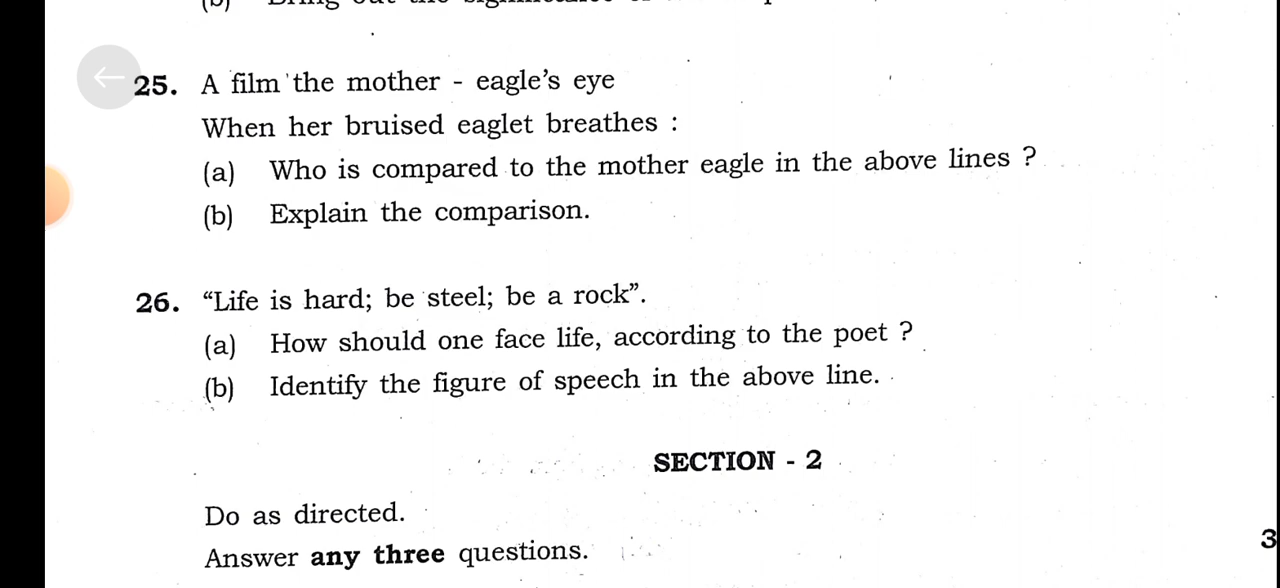 25. A film the mother - eagle's eye
When her bruised eaglet breathes :
(a) Who is compared to the mother eagle in the above lines ?
(b) Explain the comparison.
26. "Life is hard; be steel; be a rock".
(a) How should one face life, according to the poet ?
(b) Identify the figure of speech in the above line.
SECTION - 2
Do as directed.
3
Answer any three questions.